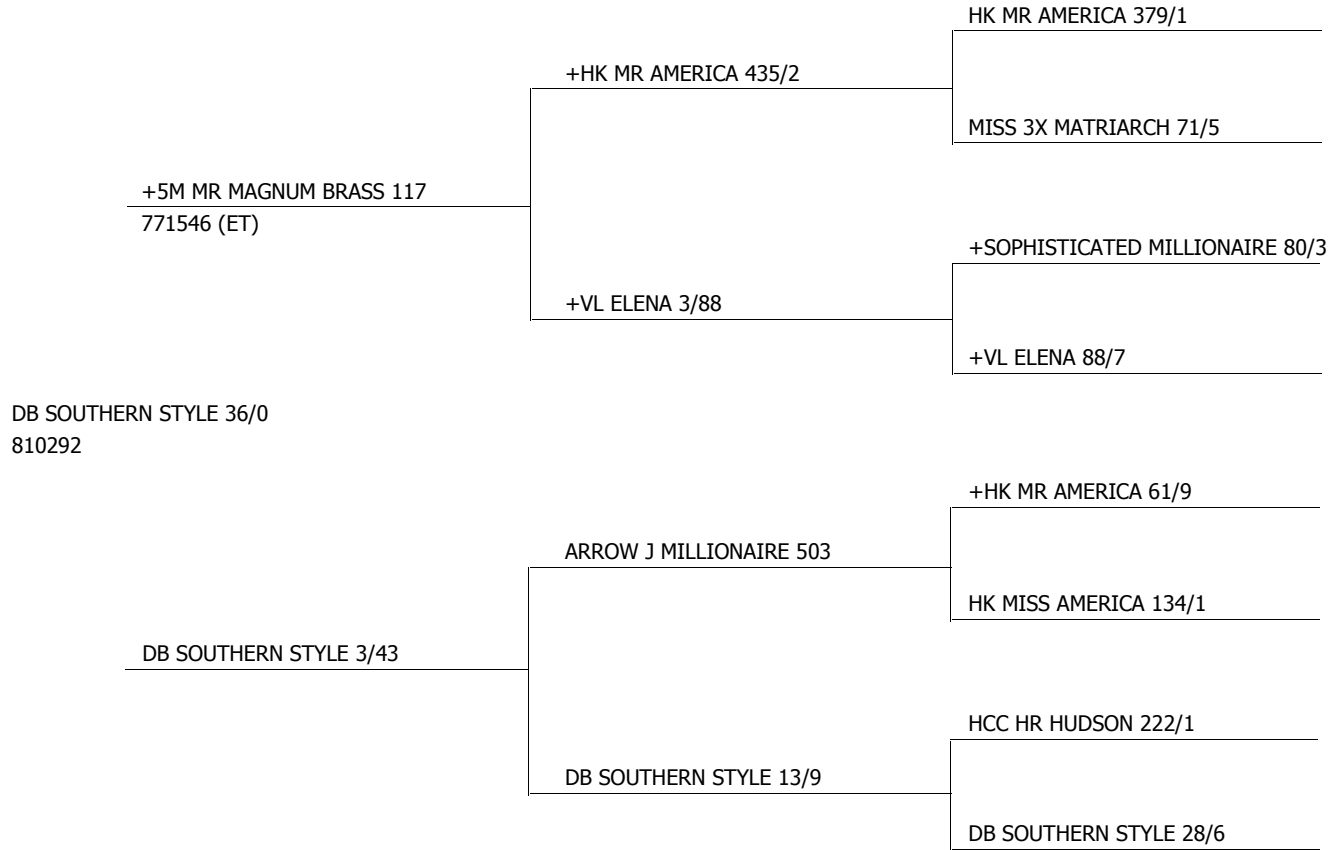 HK MR AMERICA 379/1
+HK MR AMERICA 435/2
MISS 3X MATRIARCH 71/5
+5M MR MAGNUM BRASS 117
771546 (ET)
+SOPHISTICATED MILLIONAIRE 80/3
+VL ELENA 3/88
+VL ELENA 88/7
DB SOUTHERN STYLE 36/0
810292
+HK MR AMERICA 61/9
ARROW J MILLIONAIRE 503
HK MISS AMERICA 134/1
DB SOUTHERN STYLE 3/43
HCC HR HUDSON 222/1
DB SOUTHERN STYLE 13/9
DB SOUTHERN STYLE 28/6